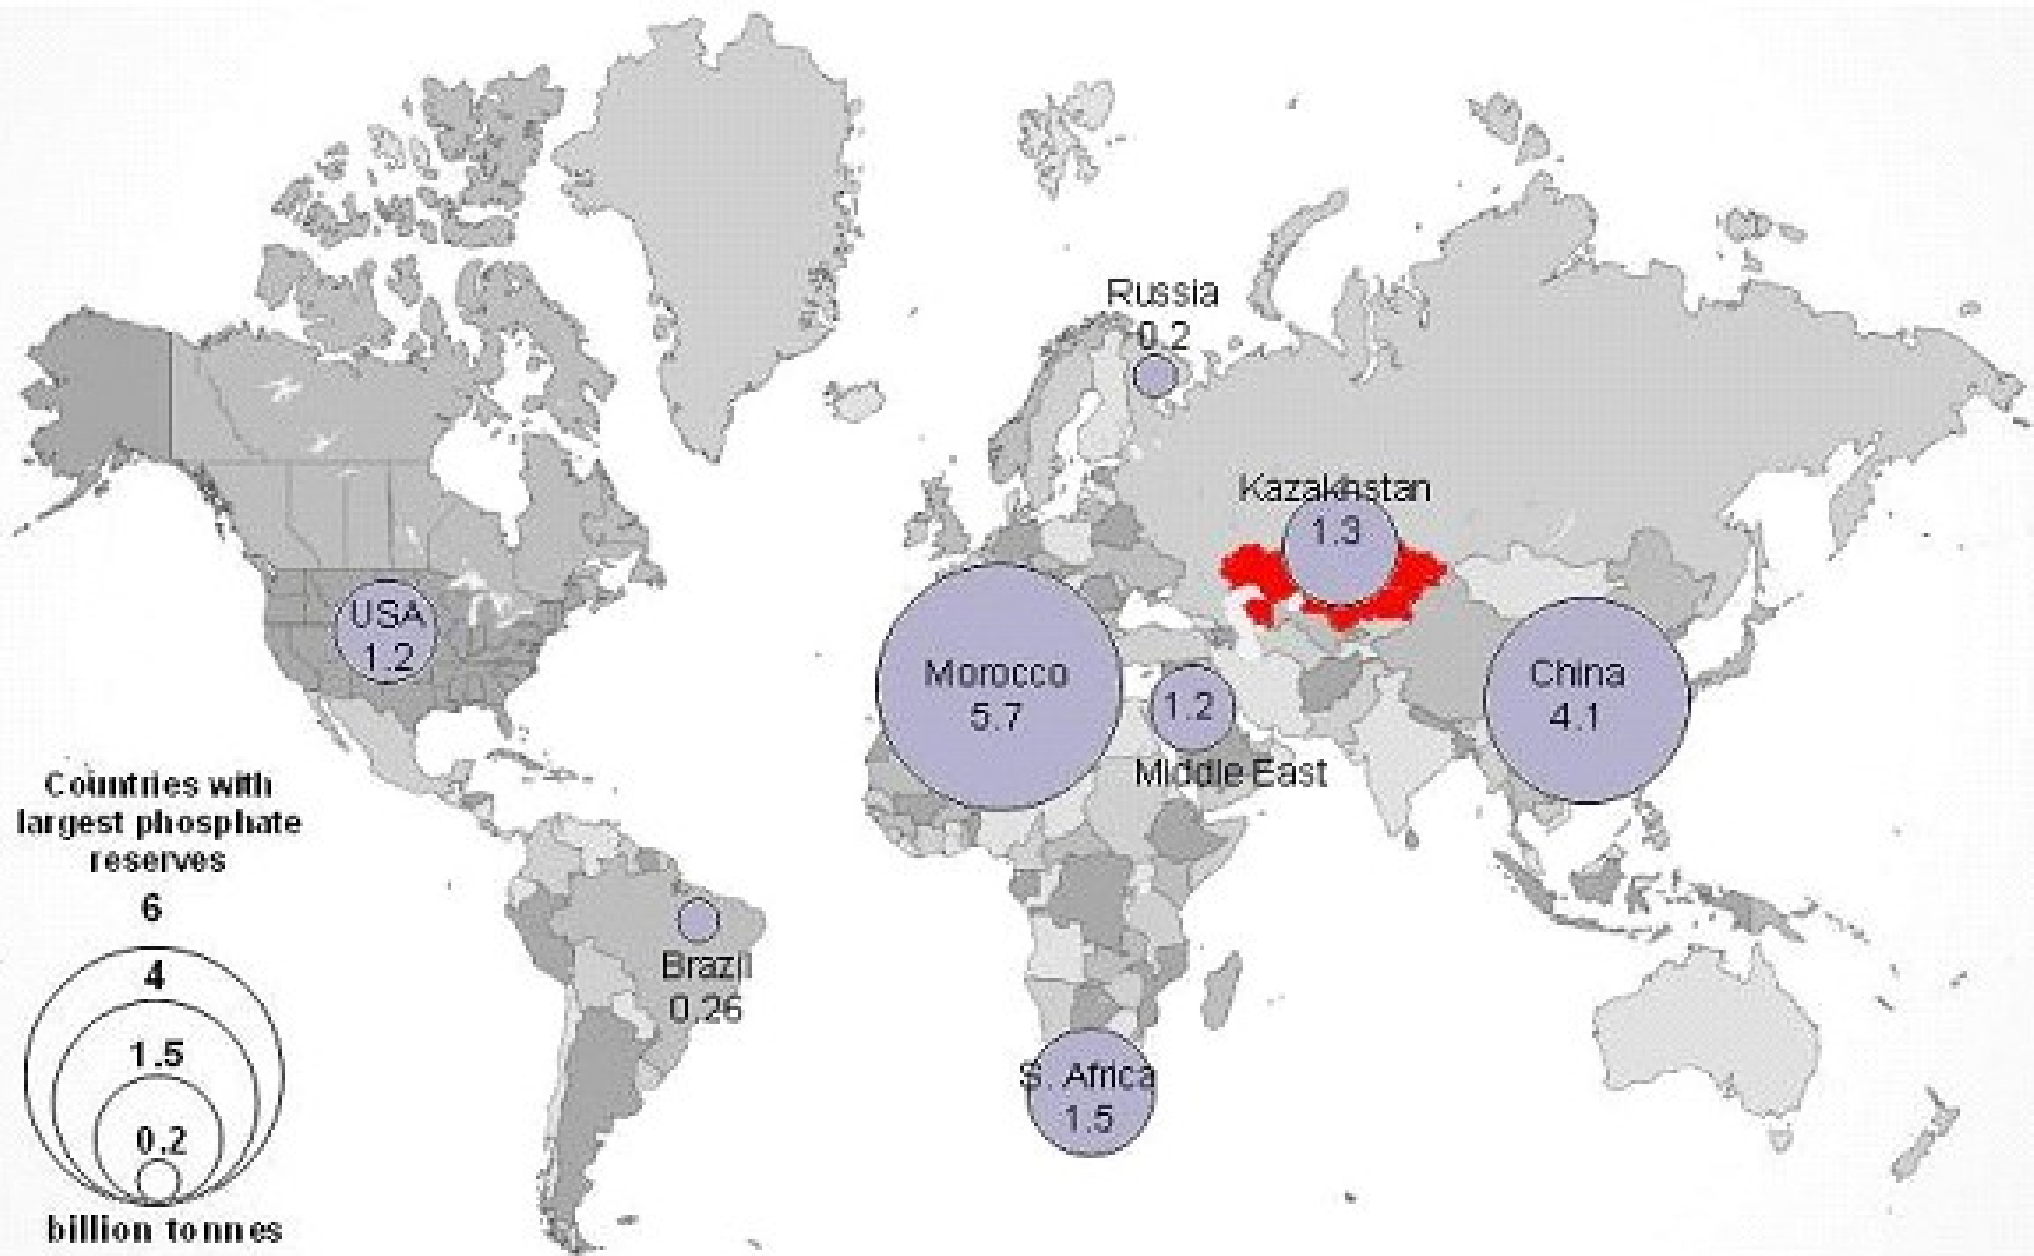 Russia
0.2
Kazakhstan
1.3
USA
1.2
Morocco
5.7
1.2
Middle East
China
4.1
Countries with
largest phosphate
reserves
6
4
1.5
0.2
billion tonnes
Brazil
0.26
S. Africa
1.5